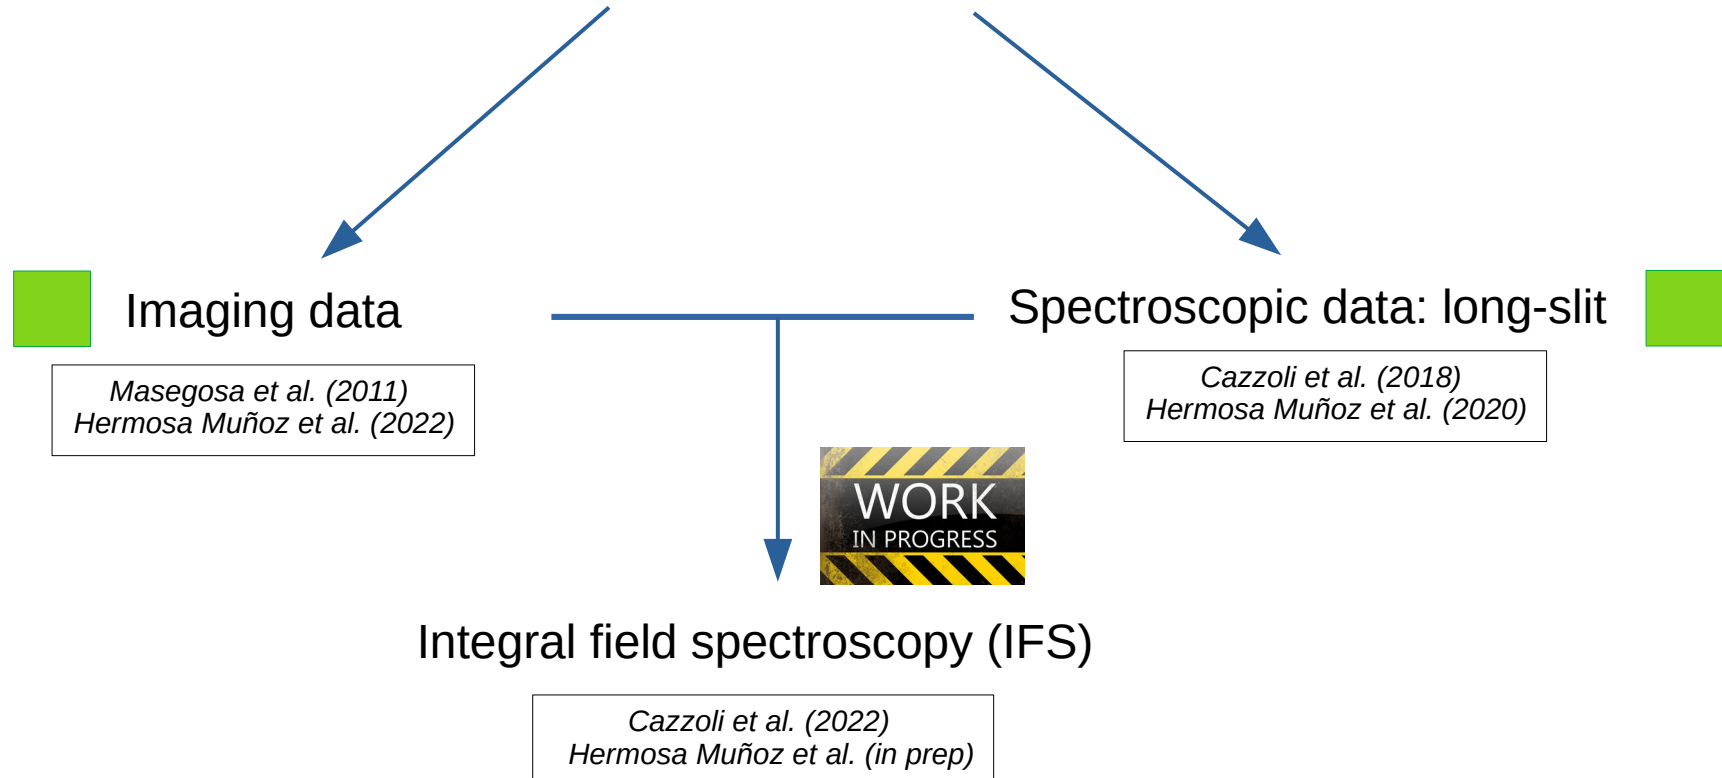 Imaging data
Masegosa et al. (2011)
Hermosa Muñoz et al. (2022)
Spectroscopic data: long-slit
Cazzoli et al. (2018)
Hermosa Muñoz et al. (2020)
WORK
IN PROGRESS
Integral field spectroscopy (IFS)
Cazzoli et al. (2022)
Hermosa Muñoz et al. (in prep)